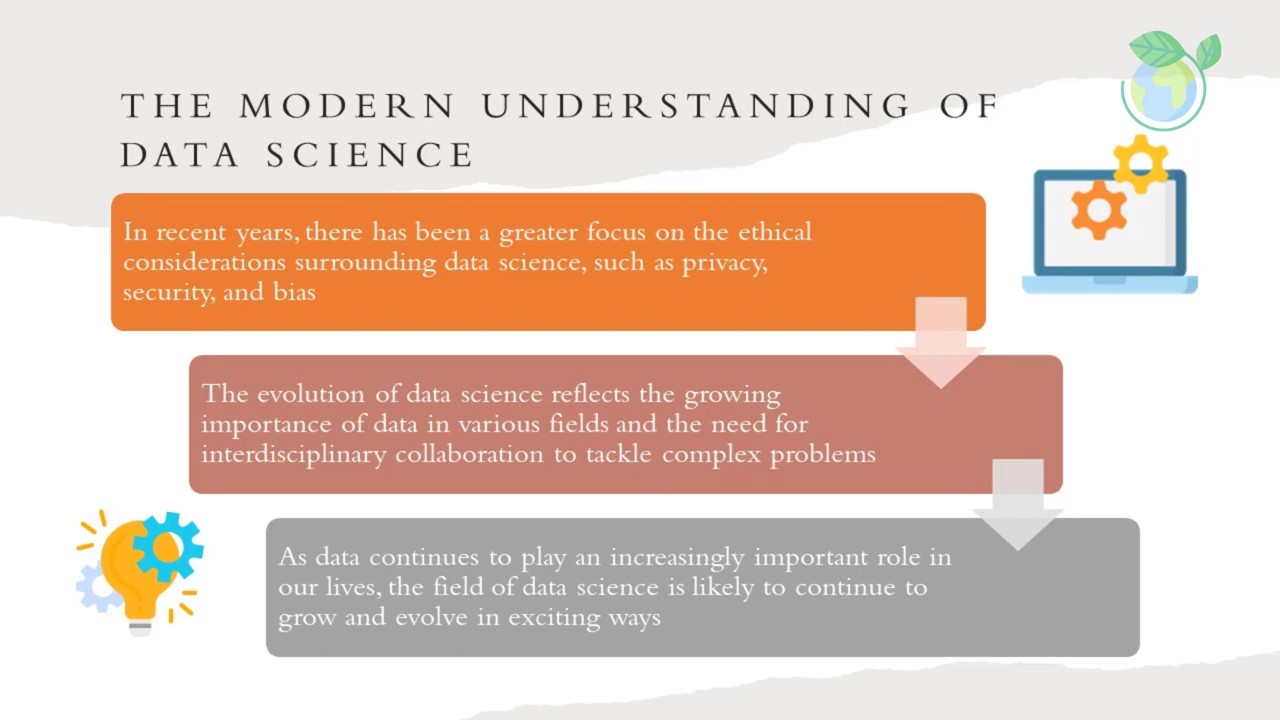 THE MODERN UNDERSTANDING OF
DATA SCIENCE
In recent years, there has been a greater focus on the ethical
considerations surrounding data science, such as privacy,
security, and bias
The evolution of data science reflects the growing
importance of data in various fields and the need for
interdisciplinary collaboration to tackle complex problems
As data continues to play an increasingly important role in
our lives, the field of data science is likely to continue to
grow and evolve in exciting ways